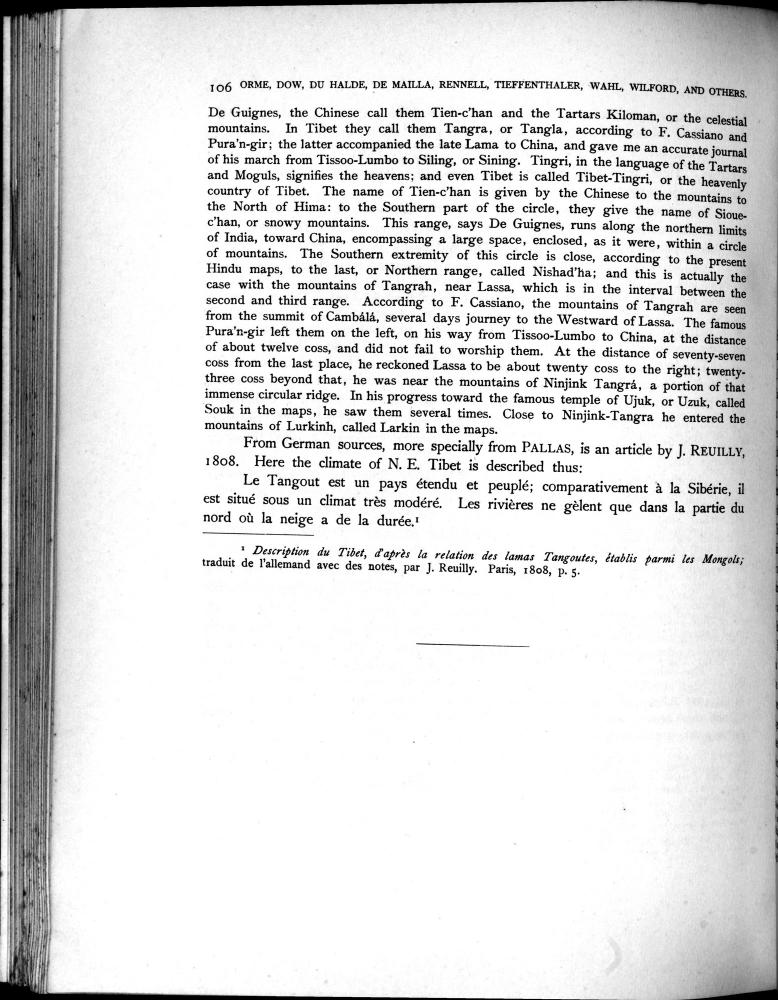 106 ORME, DOW, DU HALDE, DE MAILLA, RENNELL, TIEFFENTHALER, WAHL, WILFORD, AND OTHERS.
De Guignes, the Chinese call them Tien-c'han and the Tartars Kiloman, or the celestial
mountains. In Tibet they call them Tangra, or Tangla, according to F. Cassiano and
Pura'n-gir; the latter accompanied the late Lama to China, and gave me an accurate journal
of his march from Tissoo-Lumbo to Siling, or Sining. Tingri, in the language of the Tartars
and Moguls, signifies the heavens; and even Tibet is called Tibet-Tingri, or the heavenly
country of Tibet. The name of Tien-c'han is given by the Chinese to the mountains to
the North of Hima: to the Southern part of the circle, they give the name of Sioue-
c'han, or snowy mountains. This range, says De Guignes, runs along the northern limits
of India, toward China, encompassing a large space, enclosed, as it were, within a circle
of mountains. The Southern extremity of this circle is close, according to the present
Hindu maps, to the last, or Northern range, called Nishad'ha; and this is actually the
case with the mountains of Tangrah, near Lassa, which is in the interval between the
second and third range. According to F. Cassiano, the mountains of Tangrah are seen
from the summit of Cambálá, several days journey to the Westward of Lassa. The famous
Pura'n-gir left them on the left, on his way from Tissoo-Lumbo to China, at the distance
of about twelve coss, and did not fail to worship them. At the distance of seventy-seven
coss from the last place, he reckoned Lassa to be about twenty coss to the right; twenty-
three coss beyond that, he was near the mountains of Ninjink Tangrá, a portion of that
immense circular ridge. In his progress toward the famous temple of Ujuk, or Uzuk, called
Souk in the maps, he saw them several times. Close to Ninjink-Tangra he entered the
mountains of Lurkinh, called Larkin in the maps.
From German sources, more specially from PALLAS, is an article by J. REUILLY,
1808. Here the climate of N. E. Tibet is described thus:
Le Tangout est un pays étendu et peuplé; comparativement à la Sibérie, il
est situé sous un climat très modéré. Les rivières ne gèlent que dans la partie du
nord où la neige a de la durée.¹
¹ Description du Tibet, d'après la relation des lamas Tangoutes, établis parmi les Mongols;
traduit de l'allemand avec des notes, par J. Reuilly. Paris, 1808, p. 5.